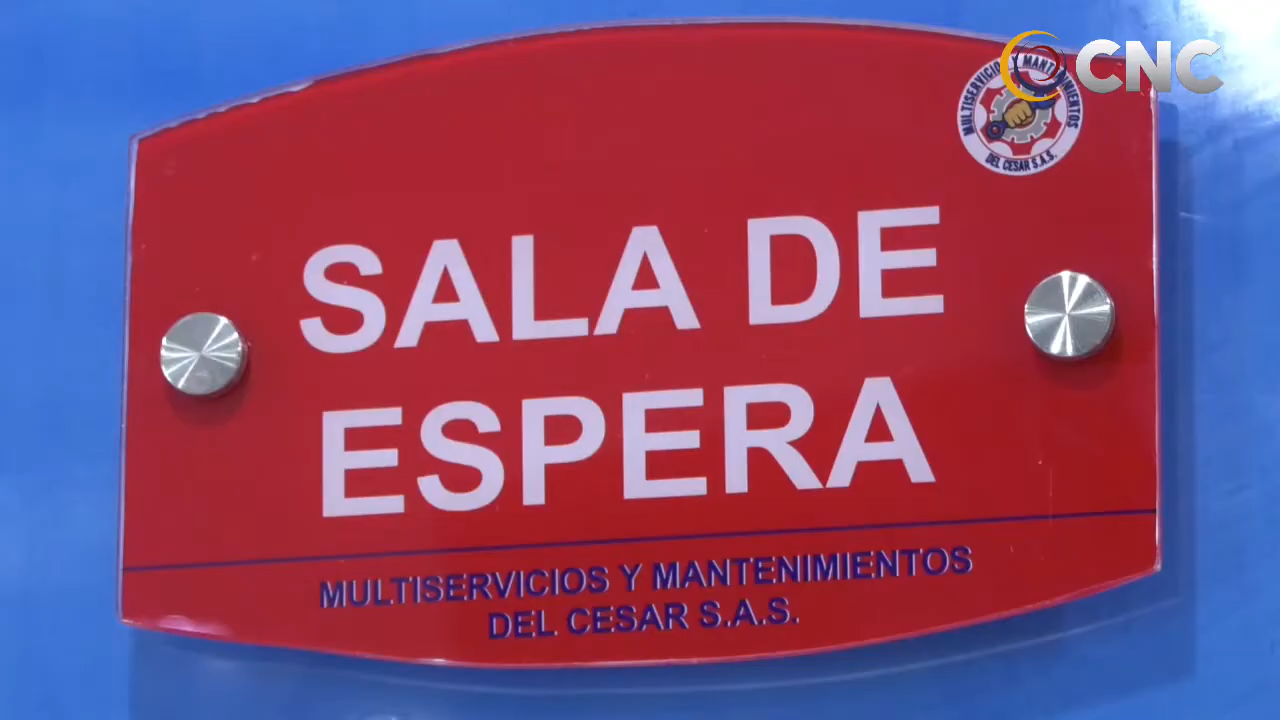 CNC
MULTISERVICIOS Y MANTENIMIENTOS
DEL CESAR S.A.S.
SALA DE
ESPERA
MULTISERVICIOS Y MANTENIMIENTOS
DEL CESAR S.A.S.